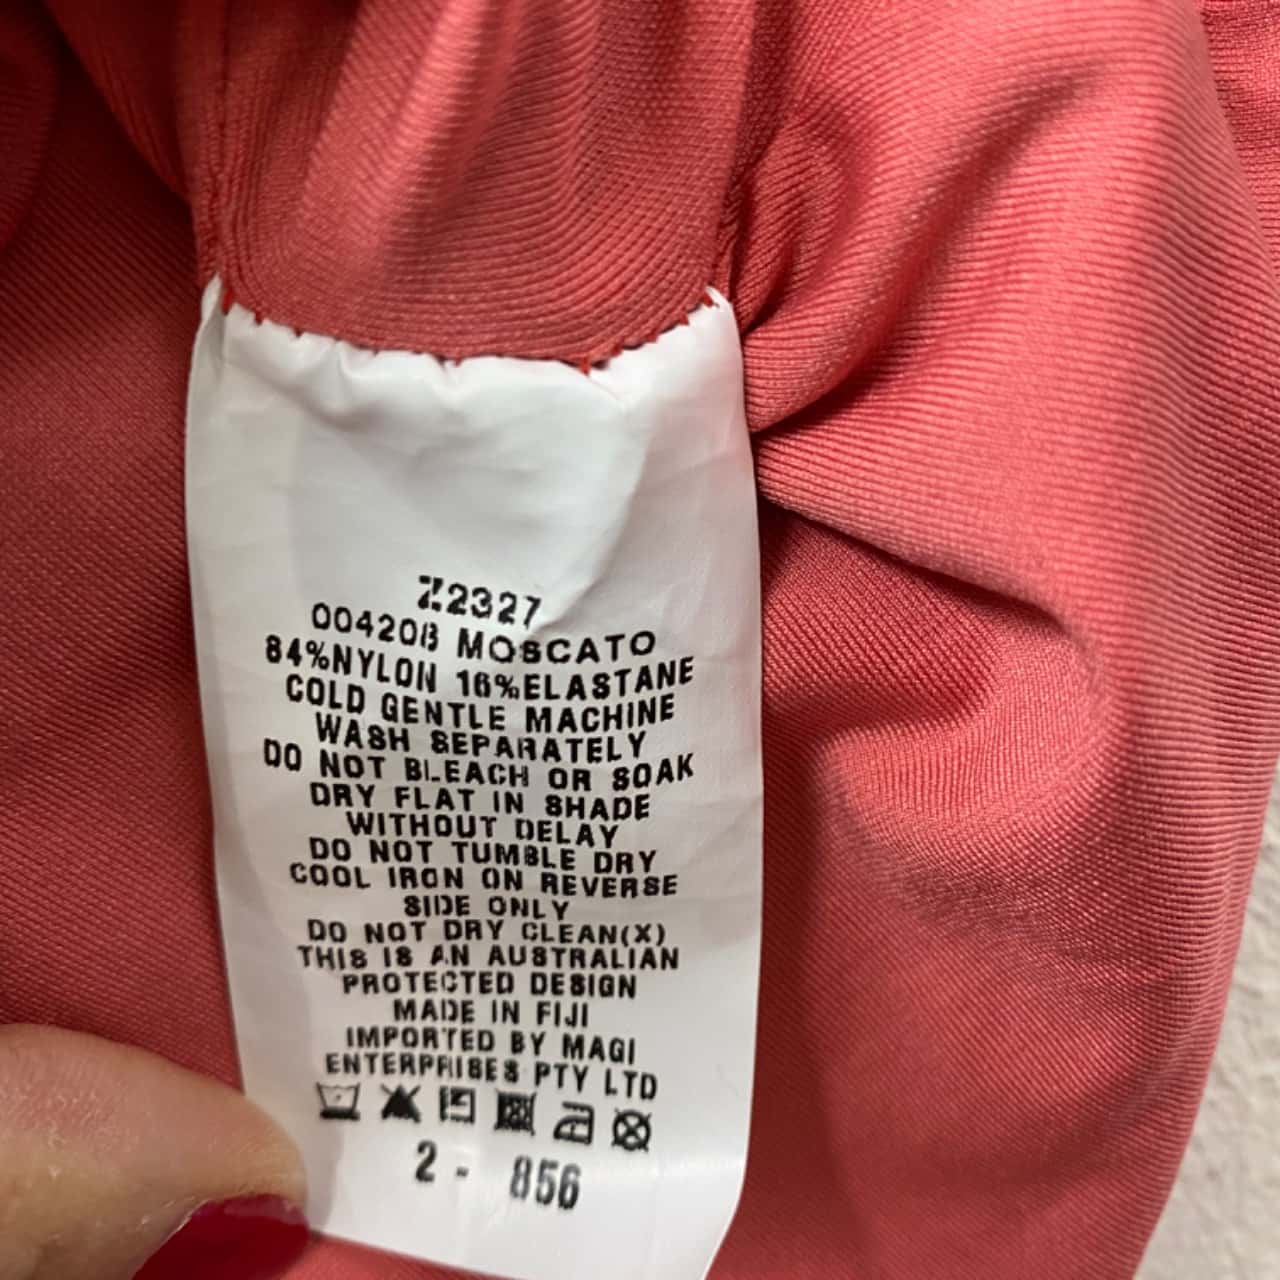 Z2327
004208 MOSCATO
84%NYLON 16%ELASTANE
COLD GENTLE MACHINE
WASH SEPARATELY
DO NOT BLEACH OR SOAK
DRY FLAT IN SHADE
WITHOUT DELAY
DO NOT TUMBLE DRY
COOL IRON ON REVERSE
SIDE ONLY
DO NOT DRY CLEAN(X)
THIS IS AN AUSTRALIAN
PROTECTED DESIGN
MADE IN FIJI
IMPORTED BY MAGI
ENTERPRISES PTY LTD
2 - 856